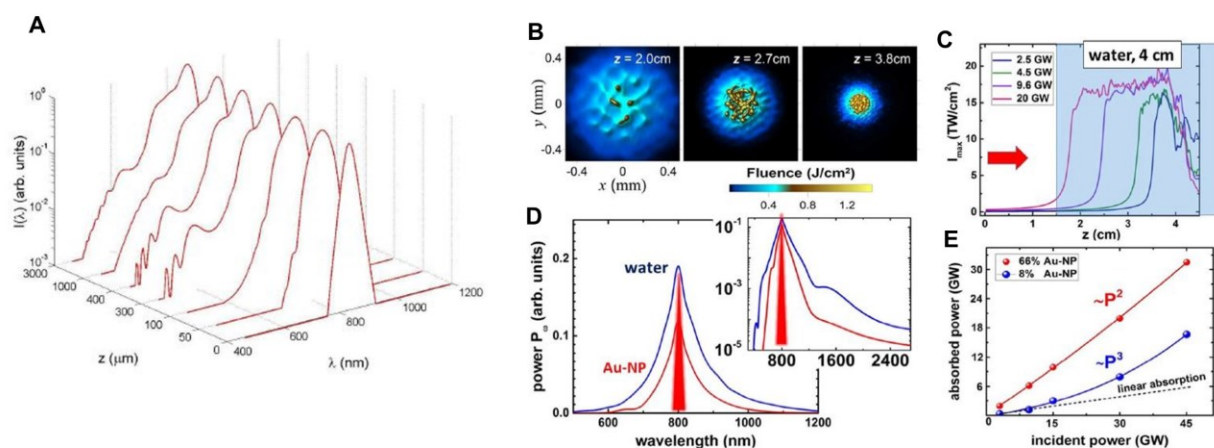 A
I(λ) (arb. units)
10⁰
10⁻¹
10⁻²
10⁻³
3000
1000
400
300
100
50
0
z (μm)
400
600
800
1000
1200
λ (nm)
B
z = 2.0cm
z = 2.7cm
z = 3.8cm
y (mm)
0.4
0
-0.4
-0.4
0
0.4
x (mm)
Fluence (J/cm²)
0.4
0.8
1.2
C
2.5 GW
4.5 GW
9.6 GW
20 GW
water, 4 cm
I max (TW/cm²)
25
20
15
10
5
0
0
1
2
3
4
z (cm)
D
power Pω (arb. units)
0.2
0.1
0.0
water
Au-NP
600
800
1000
1200
wavelength (nm)
10⁻¹
10⁻³
10⁻⁵
800
1600
2400
E
66% Au-NP
8% Au-NP
~P²
~P³
linear absorption
absorbed power (GW)
30
24
18
12
6
0
15
30
45
incident power (GW)